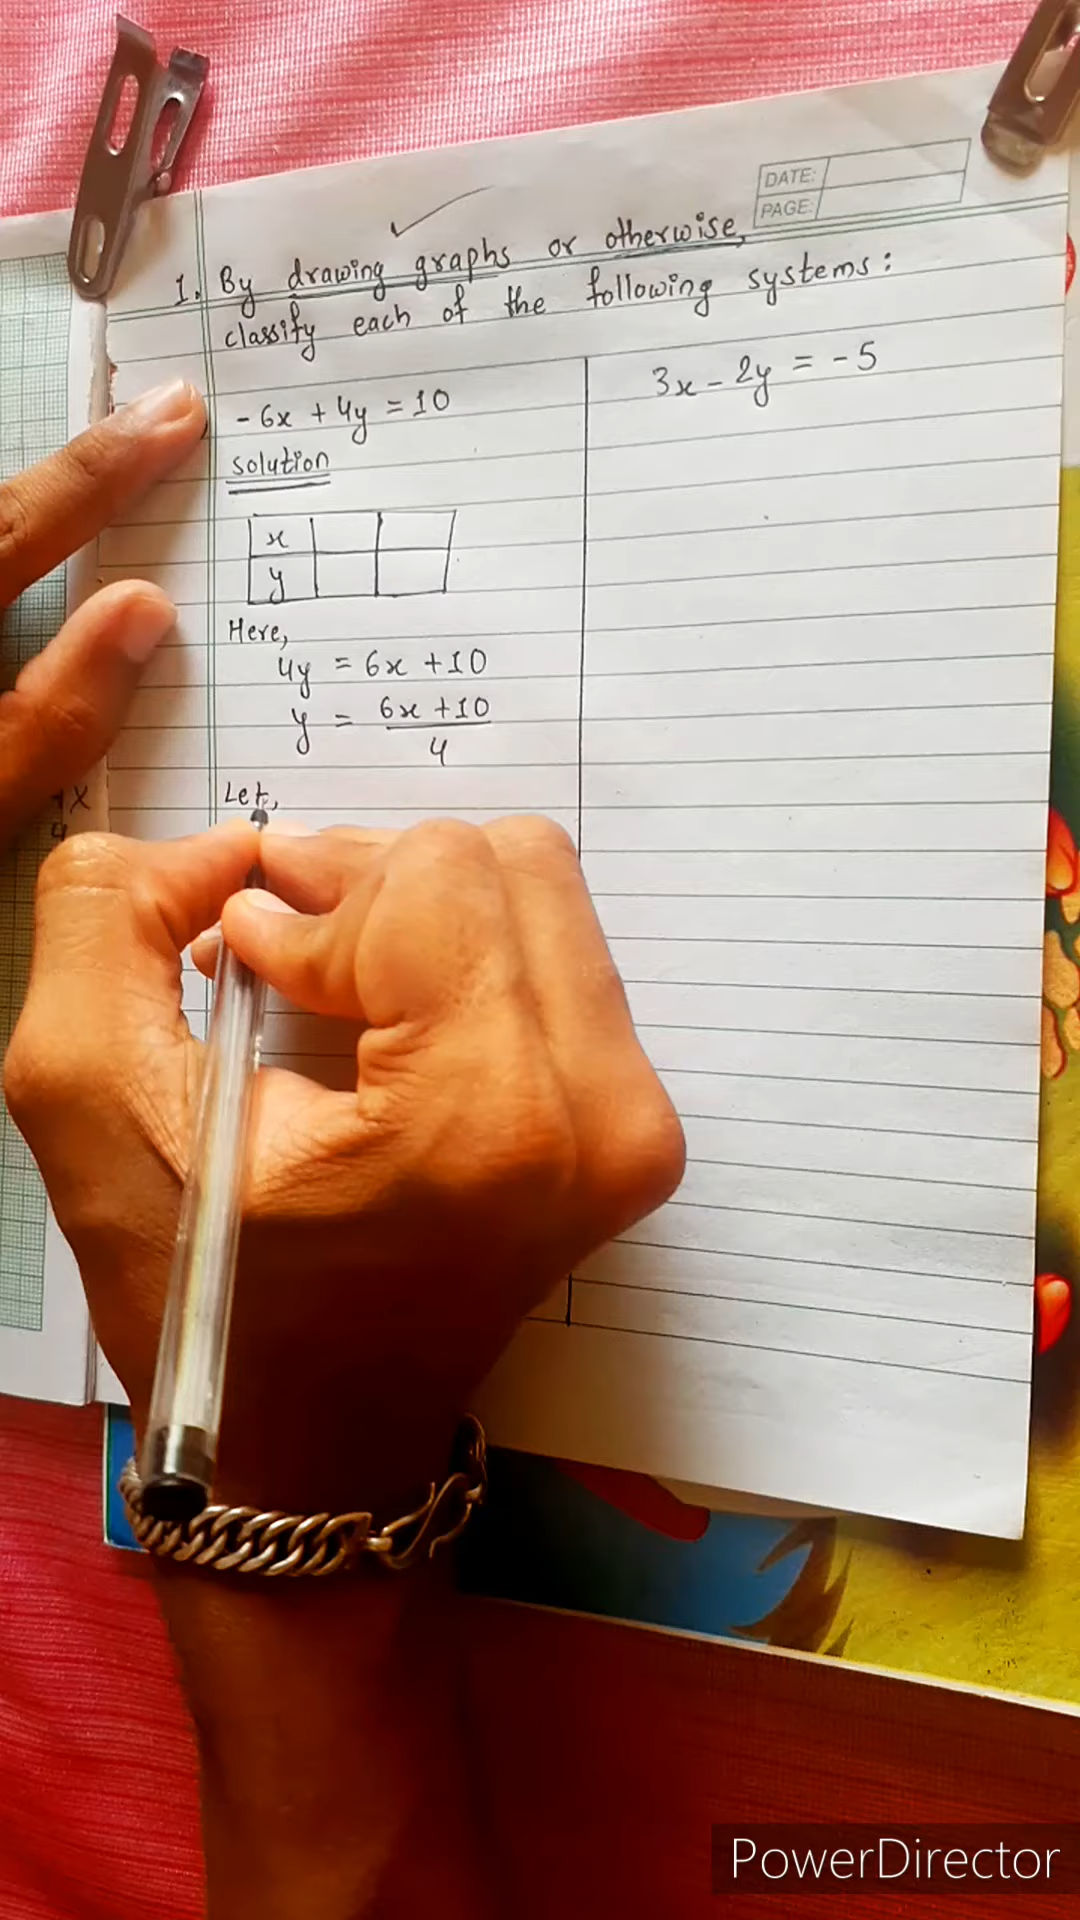 DATE:
PAGE:
1. By drawing graphs or otherwise,
classify each of the following systems:
-6x + 4y = 10
solution
x
y
Here,
4y = 6x + 10
y = 6x + 10
4
Let,
3x - 2y = -5
PowerDirector